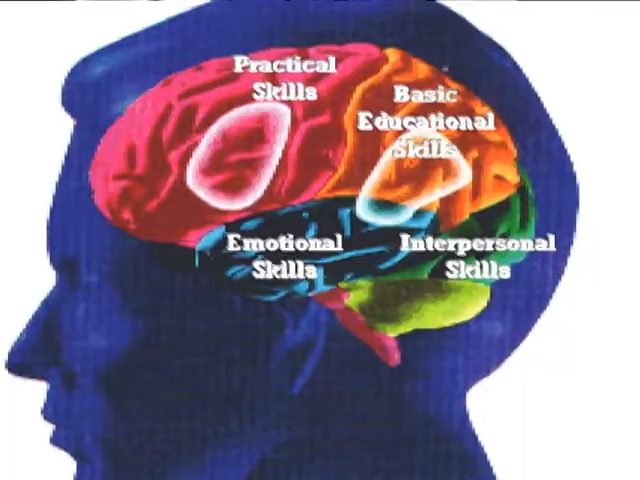 Practical
Skills
Basic
Educational
Skills
Emotional
Skills
Interpersonal
Skills